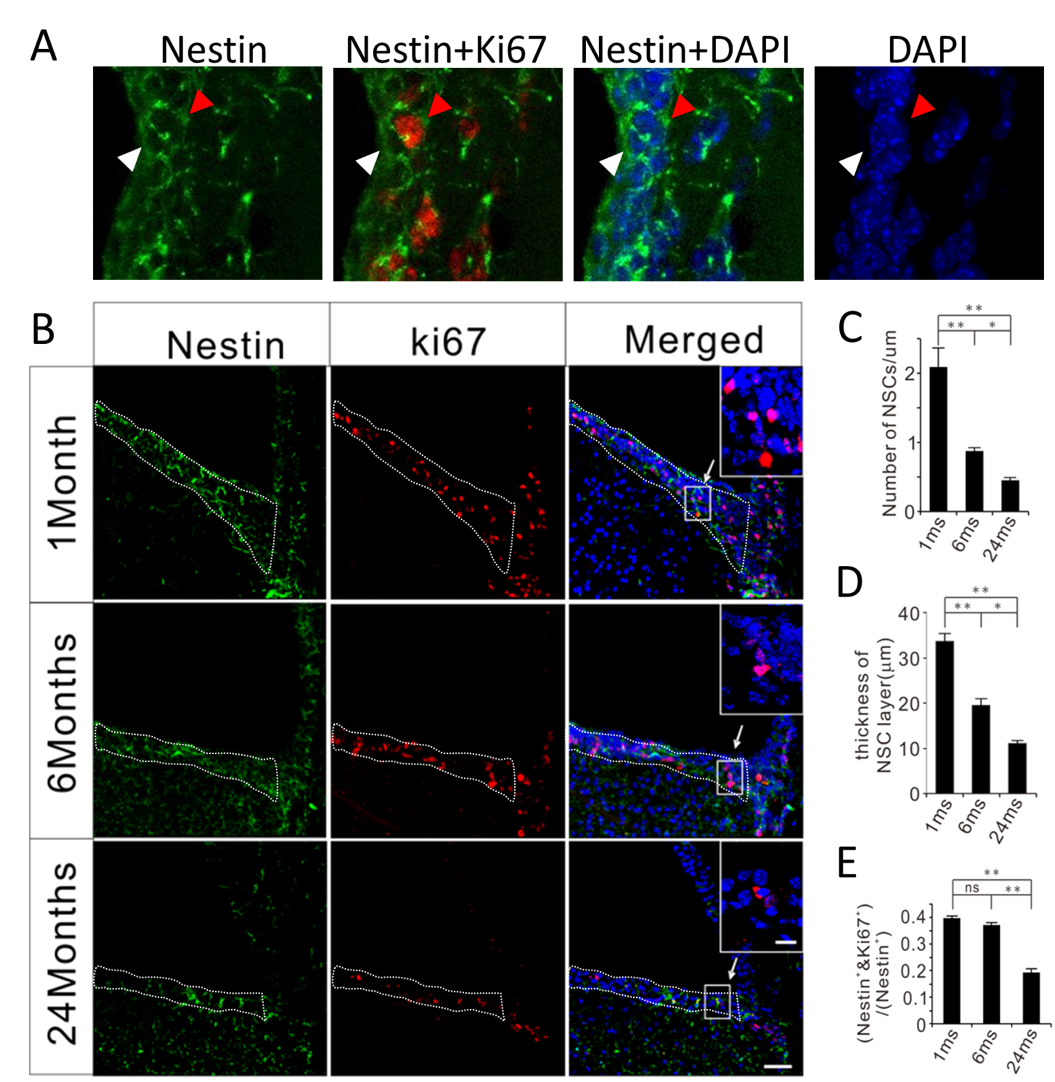 A
Nestin
Nestin+Ki67
Nestin+DAPI
DAPI
B
Nestin
ki67
Merged
1Month
6Months
24Months
C
Number of NSCs/um
2
1
0
** 
** *
1ms
6ms
24ms
D
thickness of
NSC layer(μm)
40
30
20
10
0
**
** *
1ms
6ms
24ms
E
(Nestin⁺&Ki67⁺)
/(Nestin⁺)
0.4
0.3
0.2
0.1
0
**
ns **
1ms
6ms
24ms